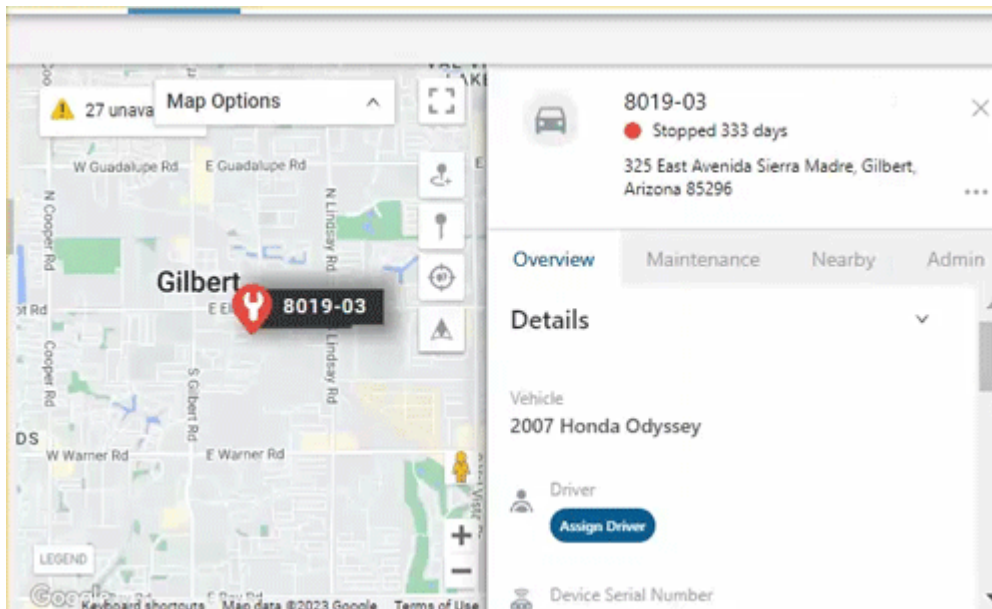 27 unava
Map Options
W Guadalupe Rd
E Guadalupe Rd
N Cooper Rd
N Lindsay Rd
Gilbert
8019-03
Cooper Rd
S Gilbert Rd
Lindsay Rd
DS
W Warner Rd
E Warner Rd
LEGEND
Google
Keyboard shortcuts
Map data ©2023 Google
Terms of Use
8019-03
Stopped 333 days
325 East Avenida Sierra Madre, Gilbert,
Arizona 85296
Overview
Maintenance
Nearby
Admin
Details
Vehicle
2007 Honda Odyssey
Driver
Assign Driver
Device Serial Number